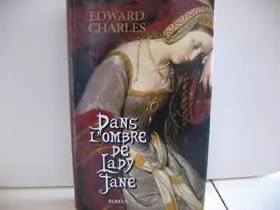 EDWARD
CHARLES
DANS
L'OMBRE
DE
LADY
JANE
ROMAN